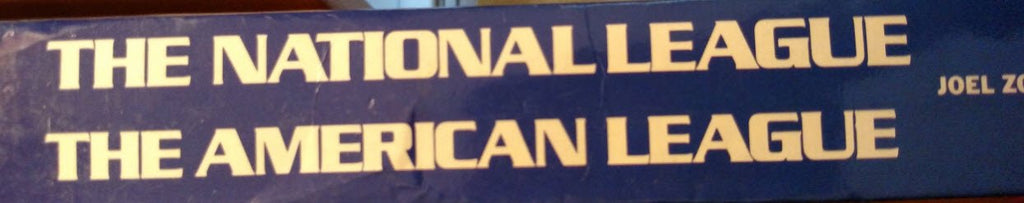 THE NATIONAL LEAGUE
THE AMERICAN LEAGUE
JOEL